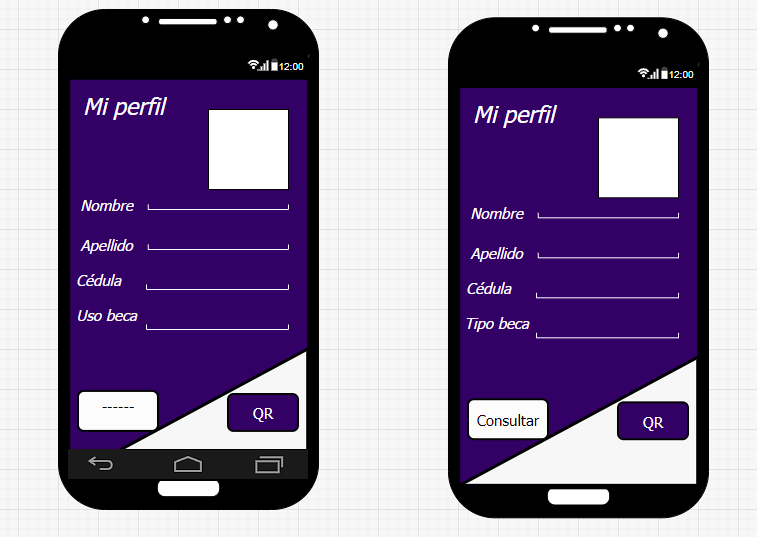 12:00
Mi perfil
Nombre
Apellido
Cédula
Uso beca
------
QR
12:00
Mi perfil
Nombre
Apellido
Cédula
Tipo beca
Consultar
QR